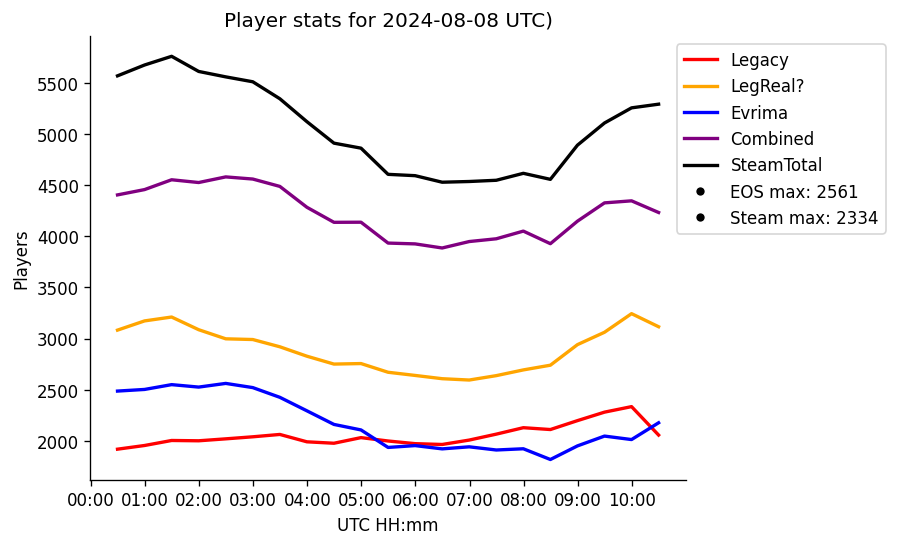 Player stats for 2024-08-08 UTC)
Players
5500
5000
4500
4000
3500
3000
2500
2000
00:00 01:00 02:00 03:00 04:00 05:00 06:00 07:00 08:00 09:00 10:00
UTC HH:mm
Legacy
LegReal?
Evrima
Combined
SteamTotal
EOS max: 2561
Steam max: 2334